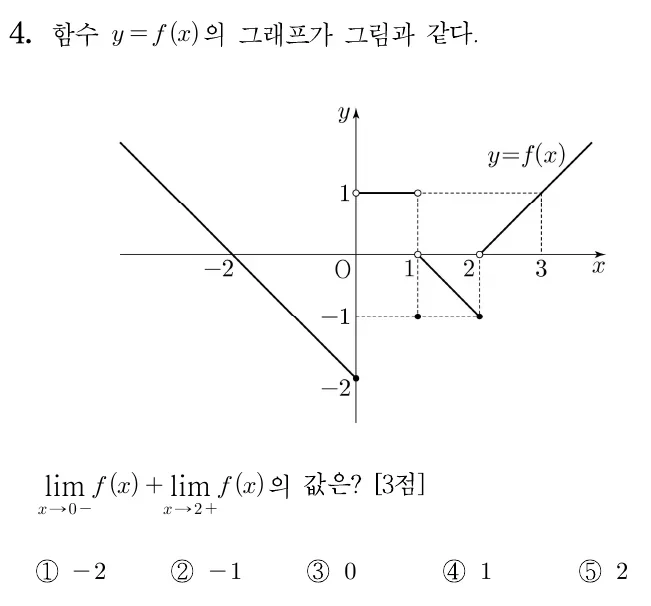 4. 함수 y=f(x)의 그래프가 그림과 같다.
y
y=f(x)
1
−2 O 1 2 3 x
−1
−2
lim f(x)+lim f(x)의 값은? [3점]
x→0− x→2+
① −2 ② −1 ③ 0 ④ 1 ⑤ 2